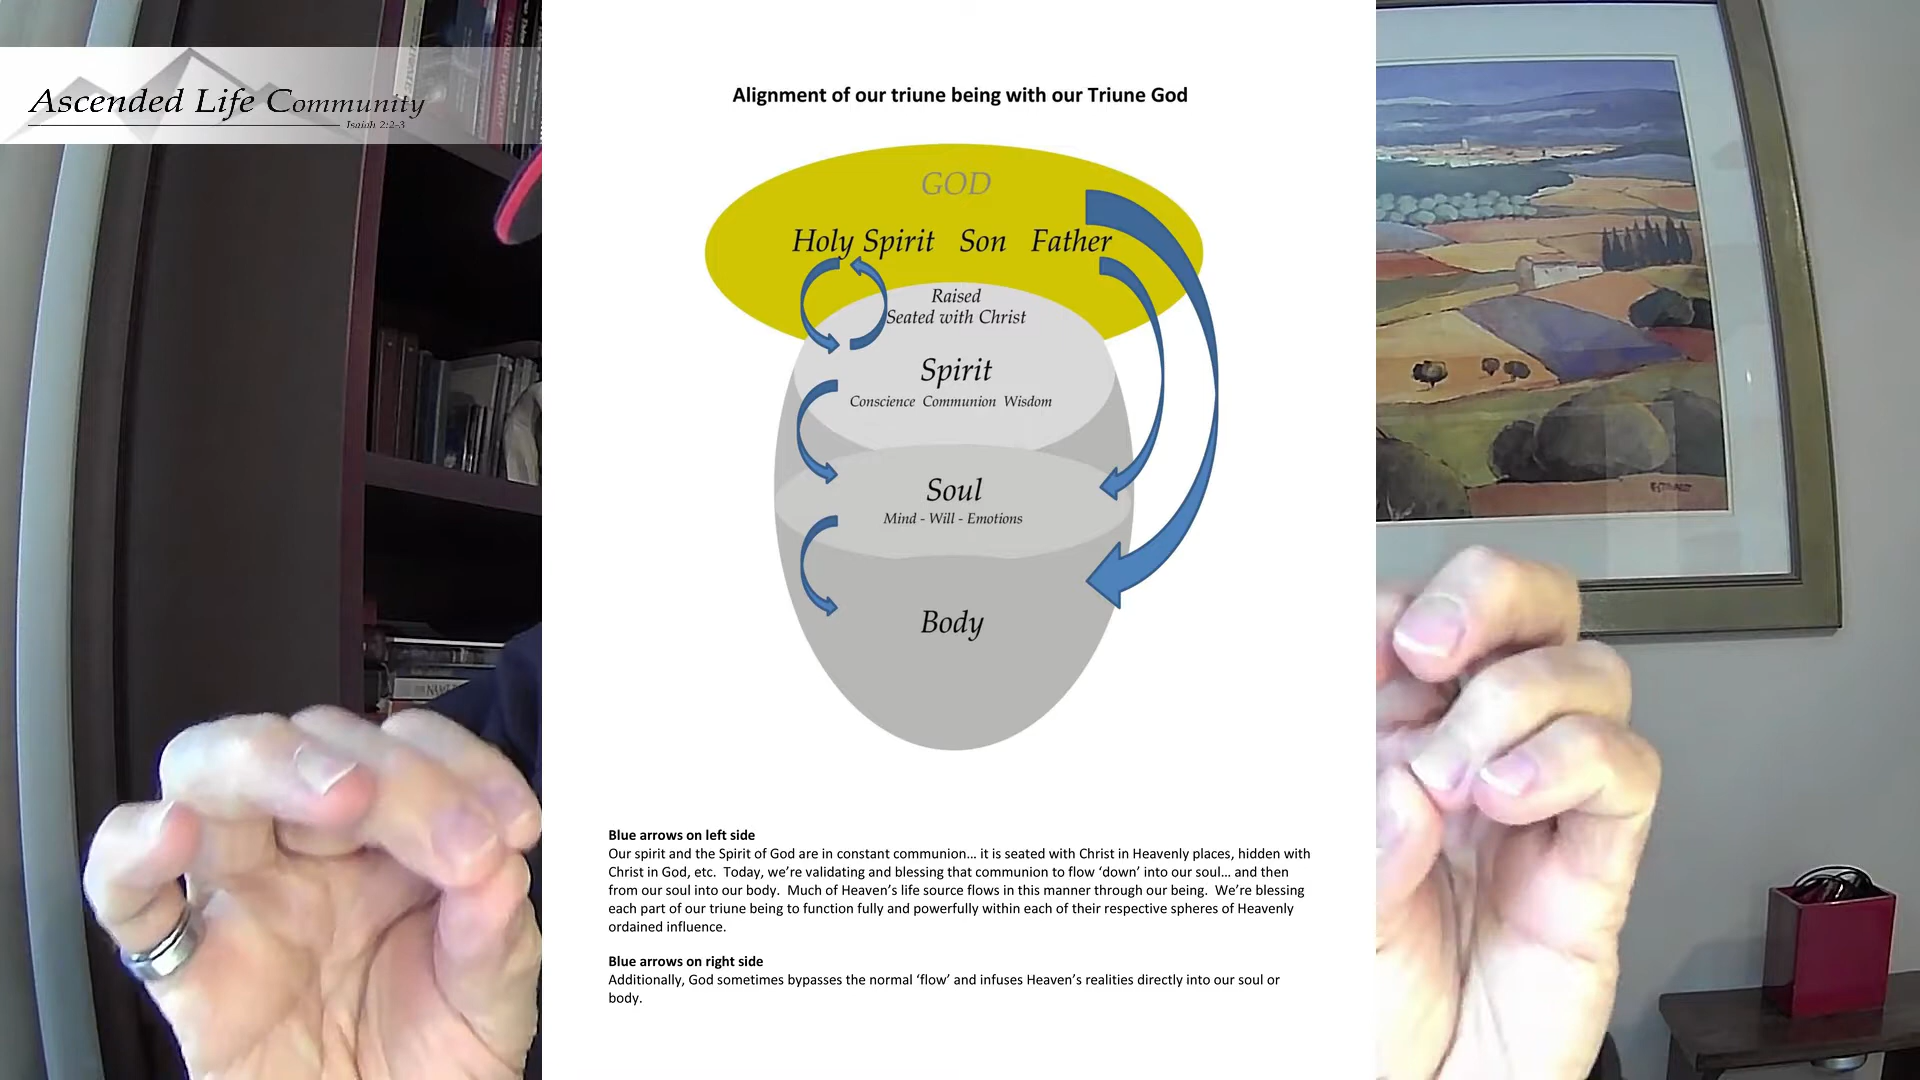 Ascended Life Community
Isaiah 2:2-3
Alignment of our triune being with our Triune God
GOD
Holy Spirit Son Father
Raised
Seated with Christ
Spirit
Conscience Communion Wisdom
Soul
Mind - Will - Emotions
Body
Blue arrows on left side
Our spirit and the Spirit of God are in constant communion... it is seated with Christ in Heavenly places, hidden with
Christ in God, etc. Today, we're validating and blessing that communion to flow 'down' into our soul... and then
from our soul into our body. Much of Heaven's life source flows in this manner through our being. We're blessing
each part of our triune being to function fully and powerfully within each of their respective spheres of Heavenly
ordained influence.
Blue arrows on right side
Additionally, God sometimes bypasses the normal 'flow' and infuses Heaven's realities directly into our soul or
body.